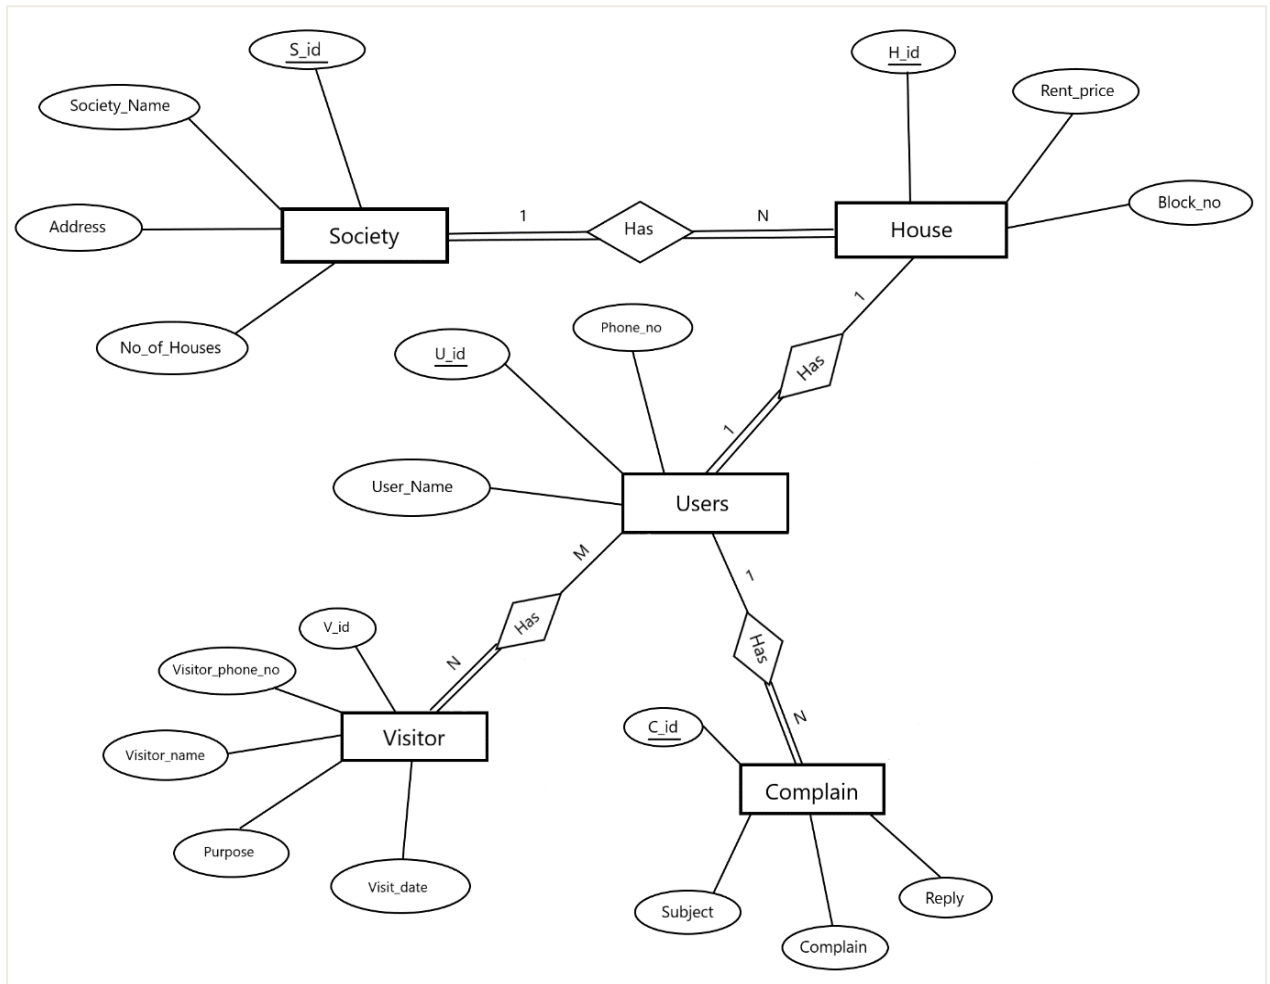 S_id
H_id
Rent_price
Society_Name
Block_no
Address
Society
1
Has
N
House
No_of_Houses
1
Phone_no
U_id
Has
1
User_Name
Users
M
1
Has
V_id
Has
N
Visitor_phone_no
N
C_id
Visitor
Visitor_name
Complain
Purpose
Visit_date
Reply
Subject
Complain